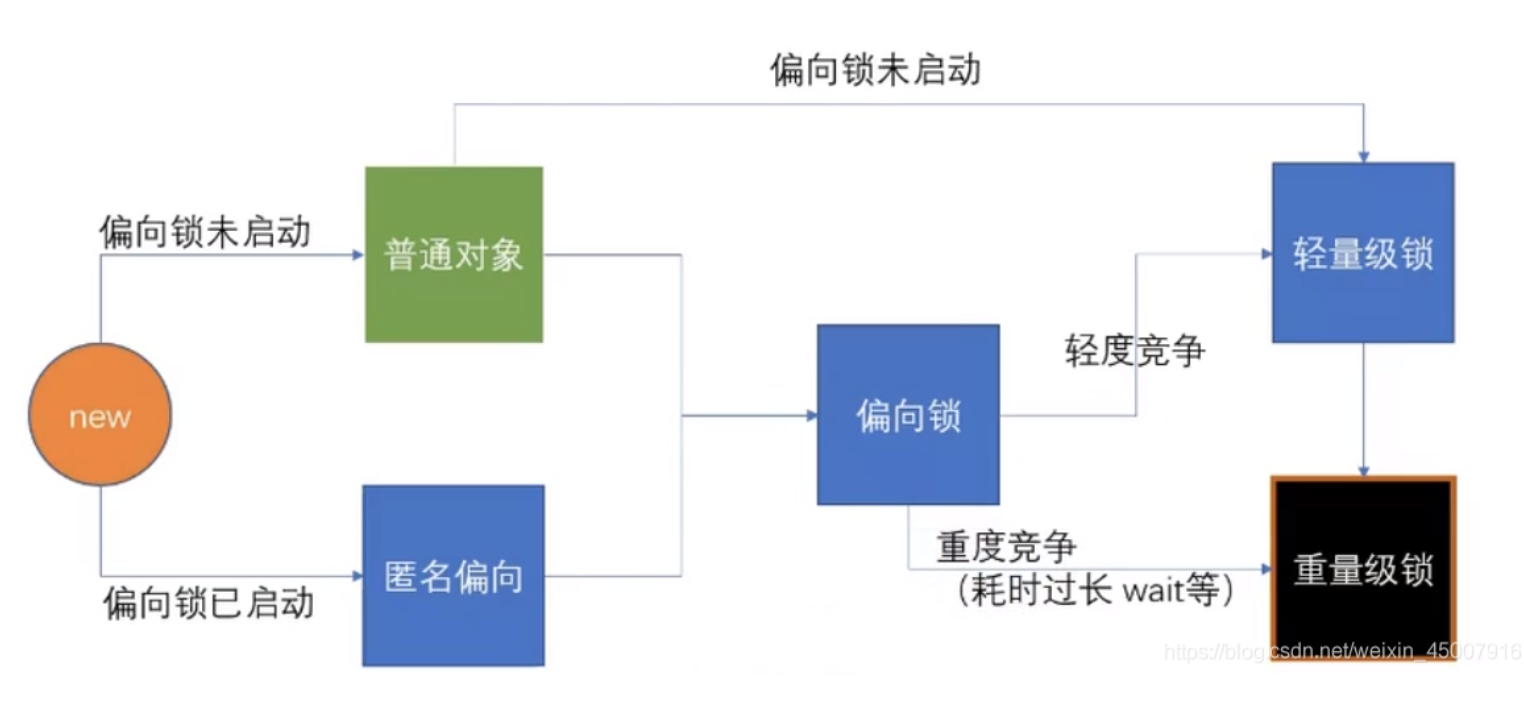 偏向锁未启动
偏向锁未启动
普通对象
轻量级锁
轻度竞争
new
偏向锁
重度竞争
（耗时过长 wait等）
匿名偏向
重量级锁
偏向锁已启动
https://blog.csdn.net/weixin_45007916